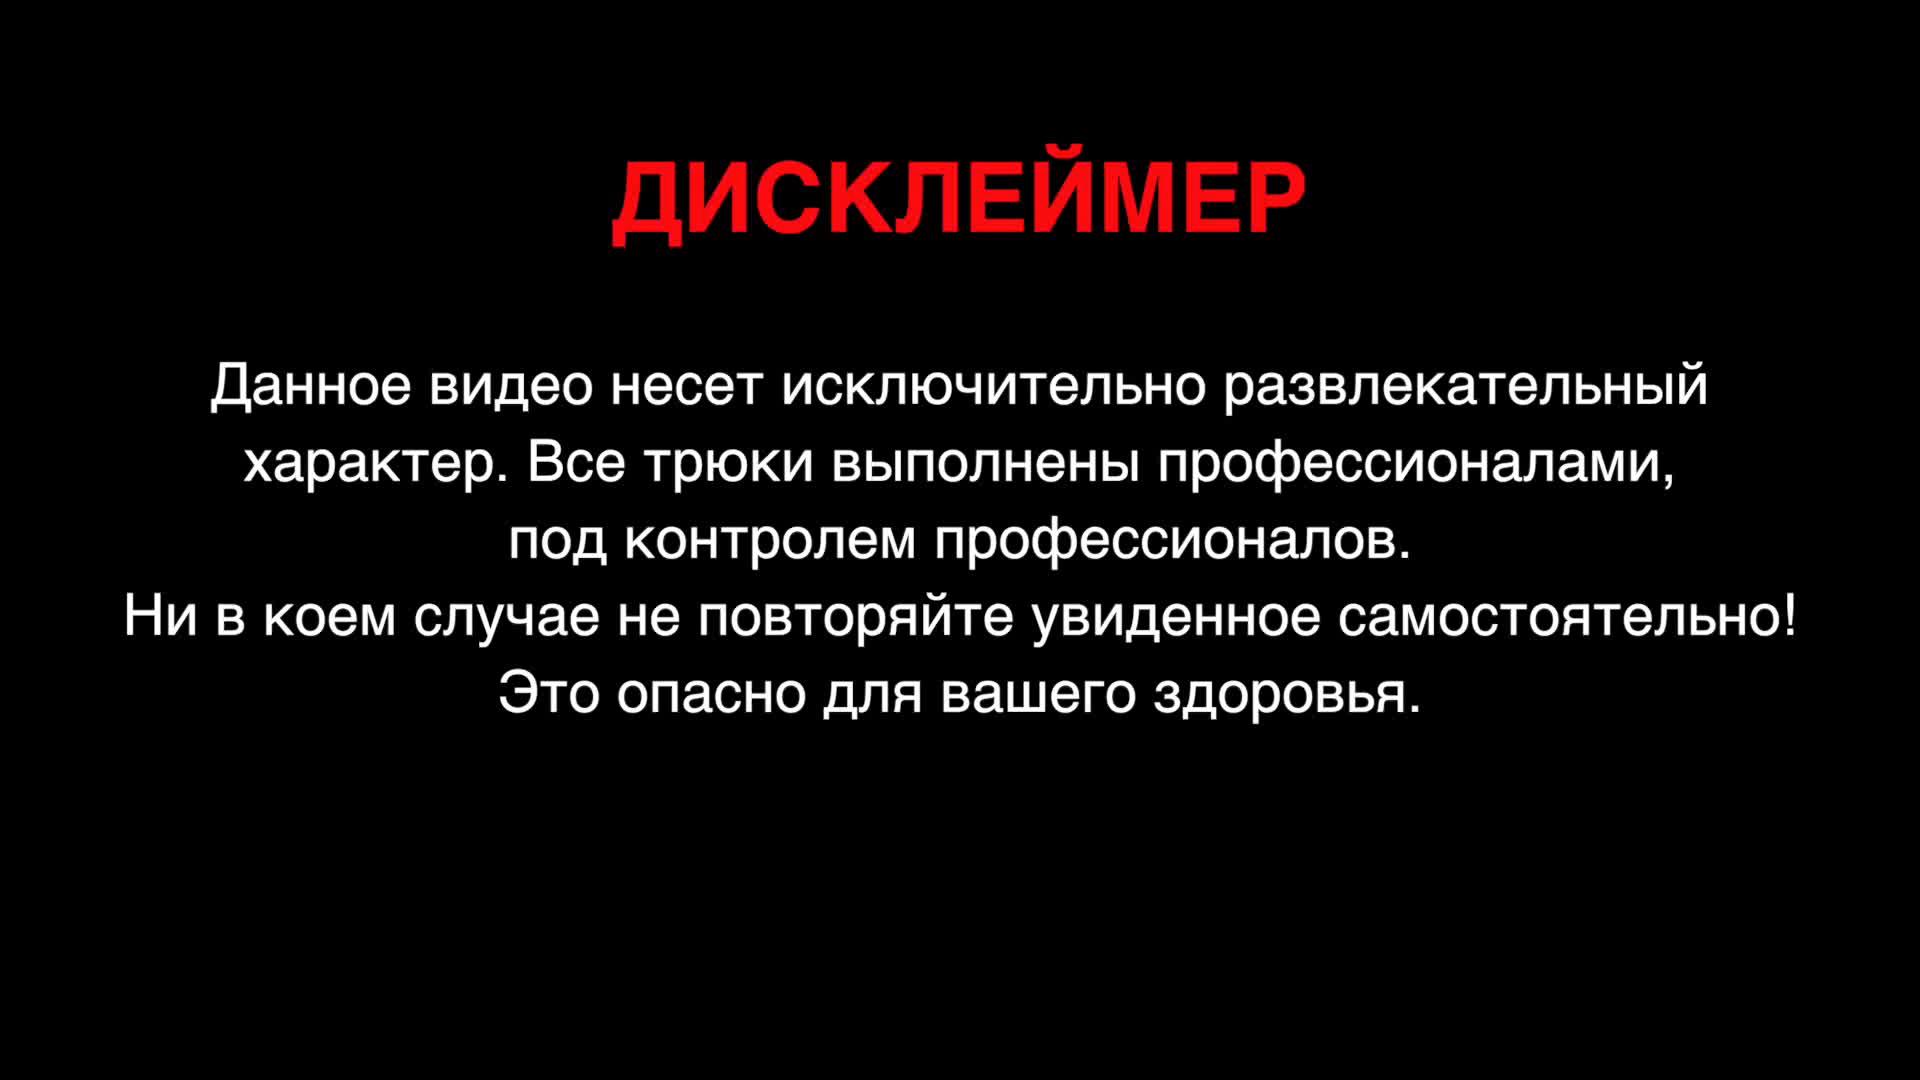 ДИСКЛЕЙМЕР
Данное видео несет исключительно развлекательный
характер. Все трюки выполнены профессионалами,
под контролем профессионалов.
Ни в коем случае не повторяйте увиденное самостоятельно!
Это опасно для вашего здоровья.